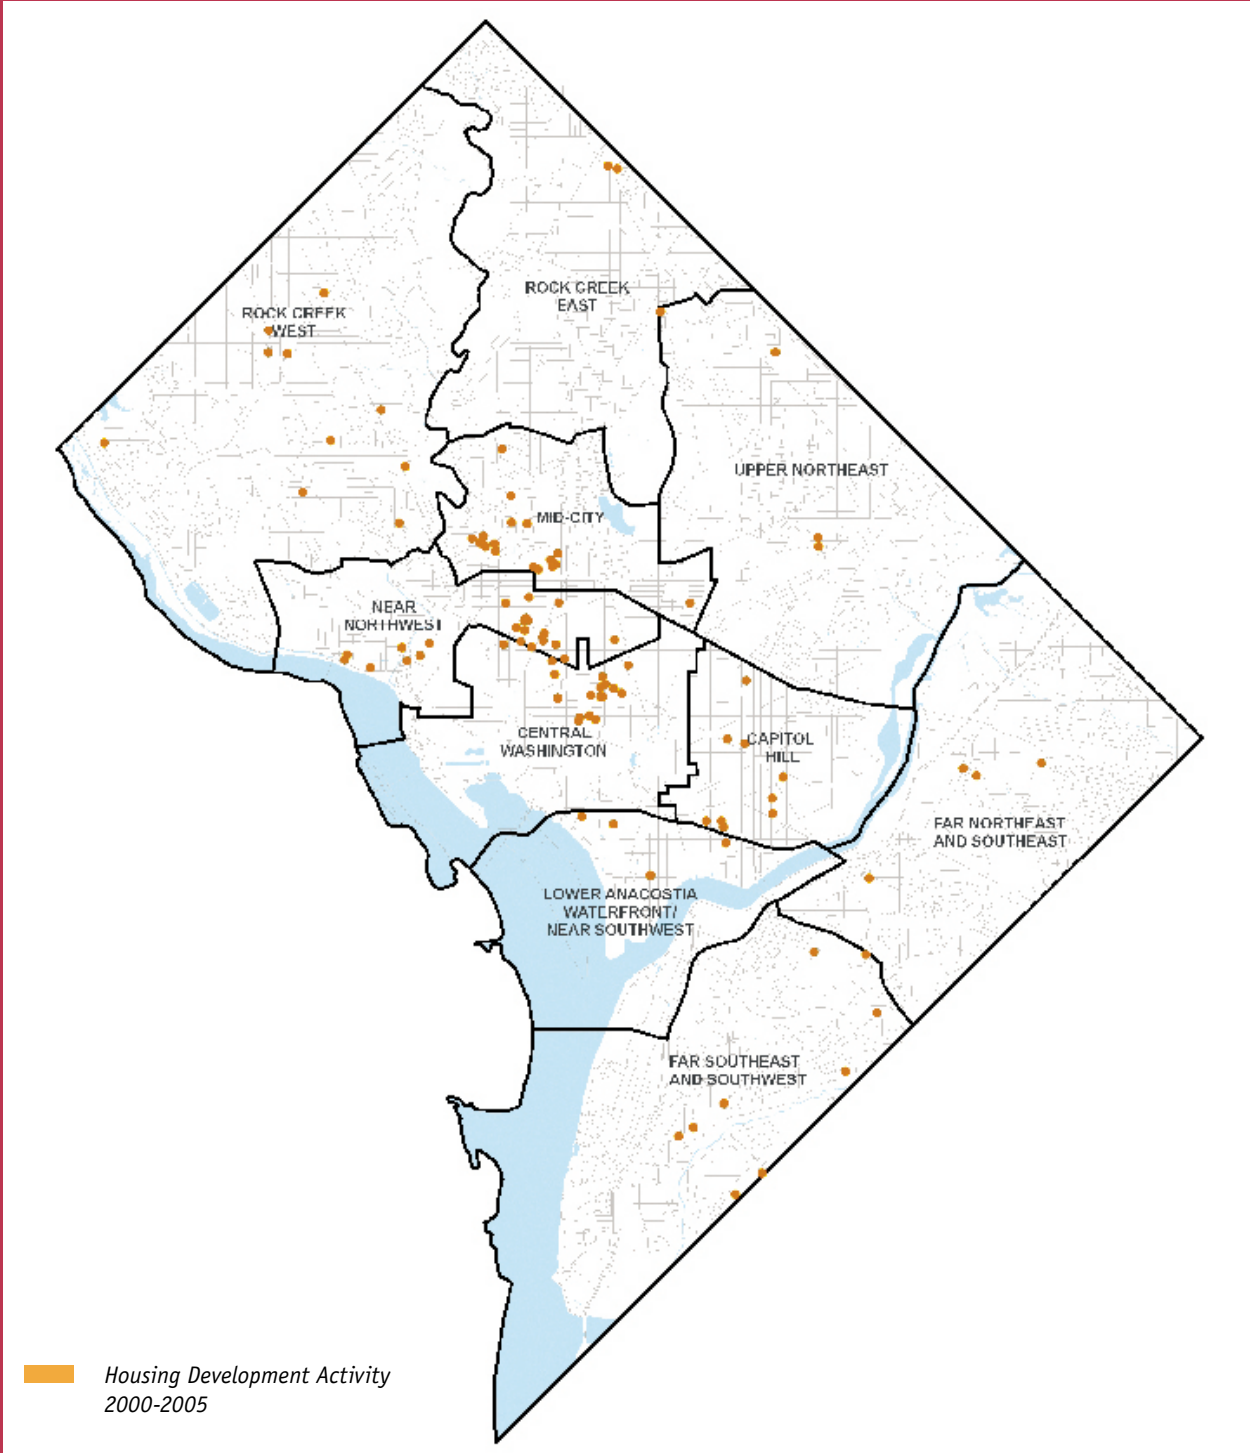 ROCK CREEK
EAST
ROCK CREEK
WEST
UPPER NORTHEAST
MID-CITY
NEAR
NORTHWEST
CENTRAL
WASHINGTON
CAPITOL
HILL
FAR NORTHEAST
AND SOUTHEAST
LOWER ANACOSTIA
WATERFRONT/
NEAR SOUTHWEST
FAR SOUTHEAST
AND SOUTHWEST
Housing Development Activity
2000-2005